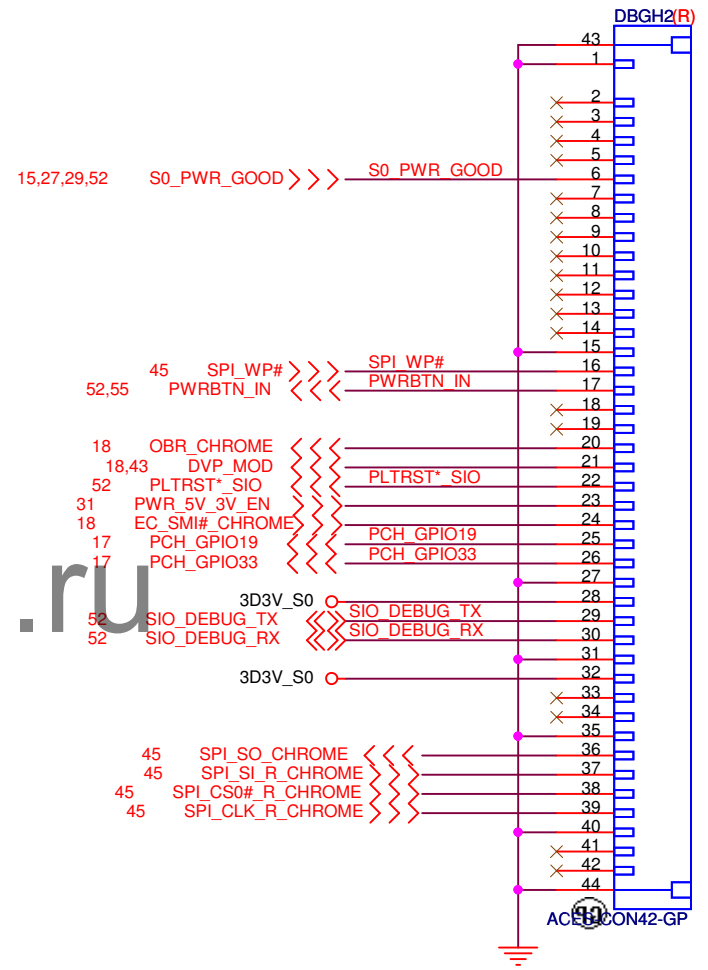 DBGH2(R)
43
1
2
3
4
5
15,27,29,52 S0_PWR_GOOD S0_PWR_GOOD 6
7
8
9
10
11
12
13
14
15
45 SPI_WP# SPI_WP# 16
52,55 PWRBTN_IN PWRBTN_IN 17
18
19
18 OBR_CHROME 20
18,43 DVP_MOD 21
52 PLTRST*_SIO PLTRST*_SIO 22
31 PWR_5V_3V_EN 23
18 EC_SMI#_CHROME 24
17 PCH_GPIO19 PCH_GPIO19 25
17 PCH_GPIO33 PCH_GPIO33 26
.ru
27
3D3V_S0 28
52 SIO_DEBUG_TX SIO_DEBUG_TX 29
52 SIO_DEBUG_RX SIO_DEBUG_RX 30
31
3D3V_S0 32
33
34
35
45 SPI_SO_CHROME 36
45 SPI_SI_R_CHROME 37
45 SPI_CS0#_R_CHROME 38
45 SPI_CLK_R_CHROME 39
40
41
42
44
ACES-CON42-GP